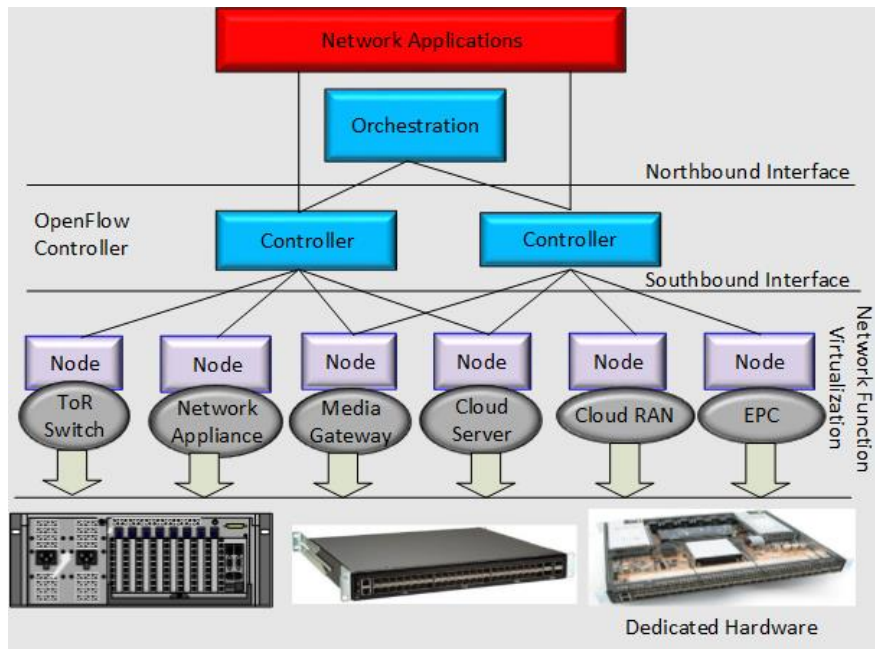 Network Applications
Orchestration
Northbound Interface
OpenFlow
Controller
Controller
Controller
Southbound Interface
Network Function
Virtualization
Node
Node
Node
Node
Node
Node
ToR
Switch
Network
Appliance
Media
Gateway
Cloud
Server
Cloud RAN
EPC
Dedicated Hardware